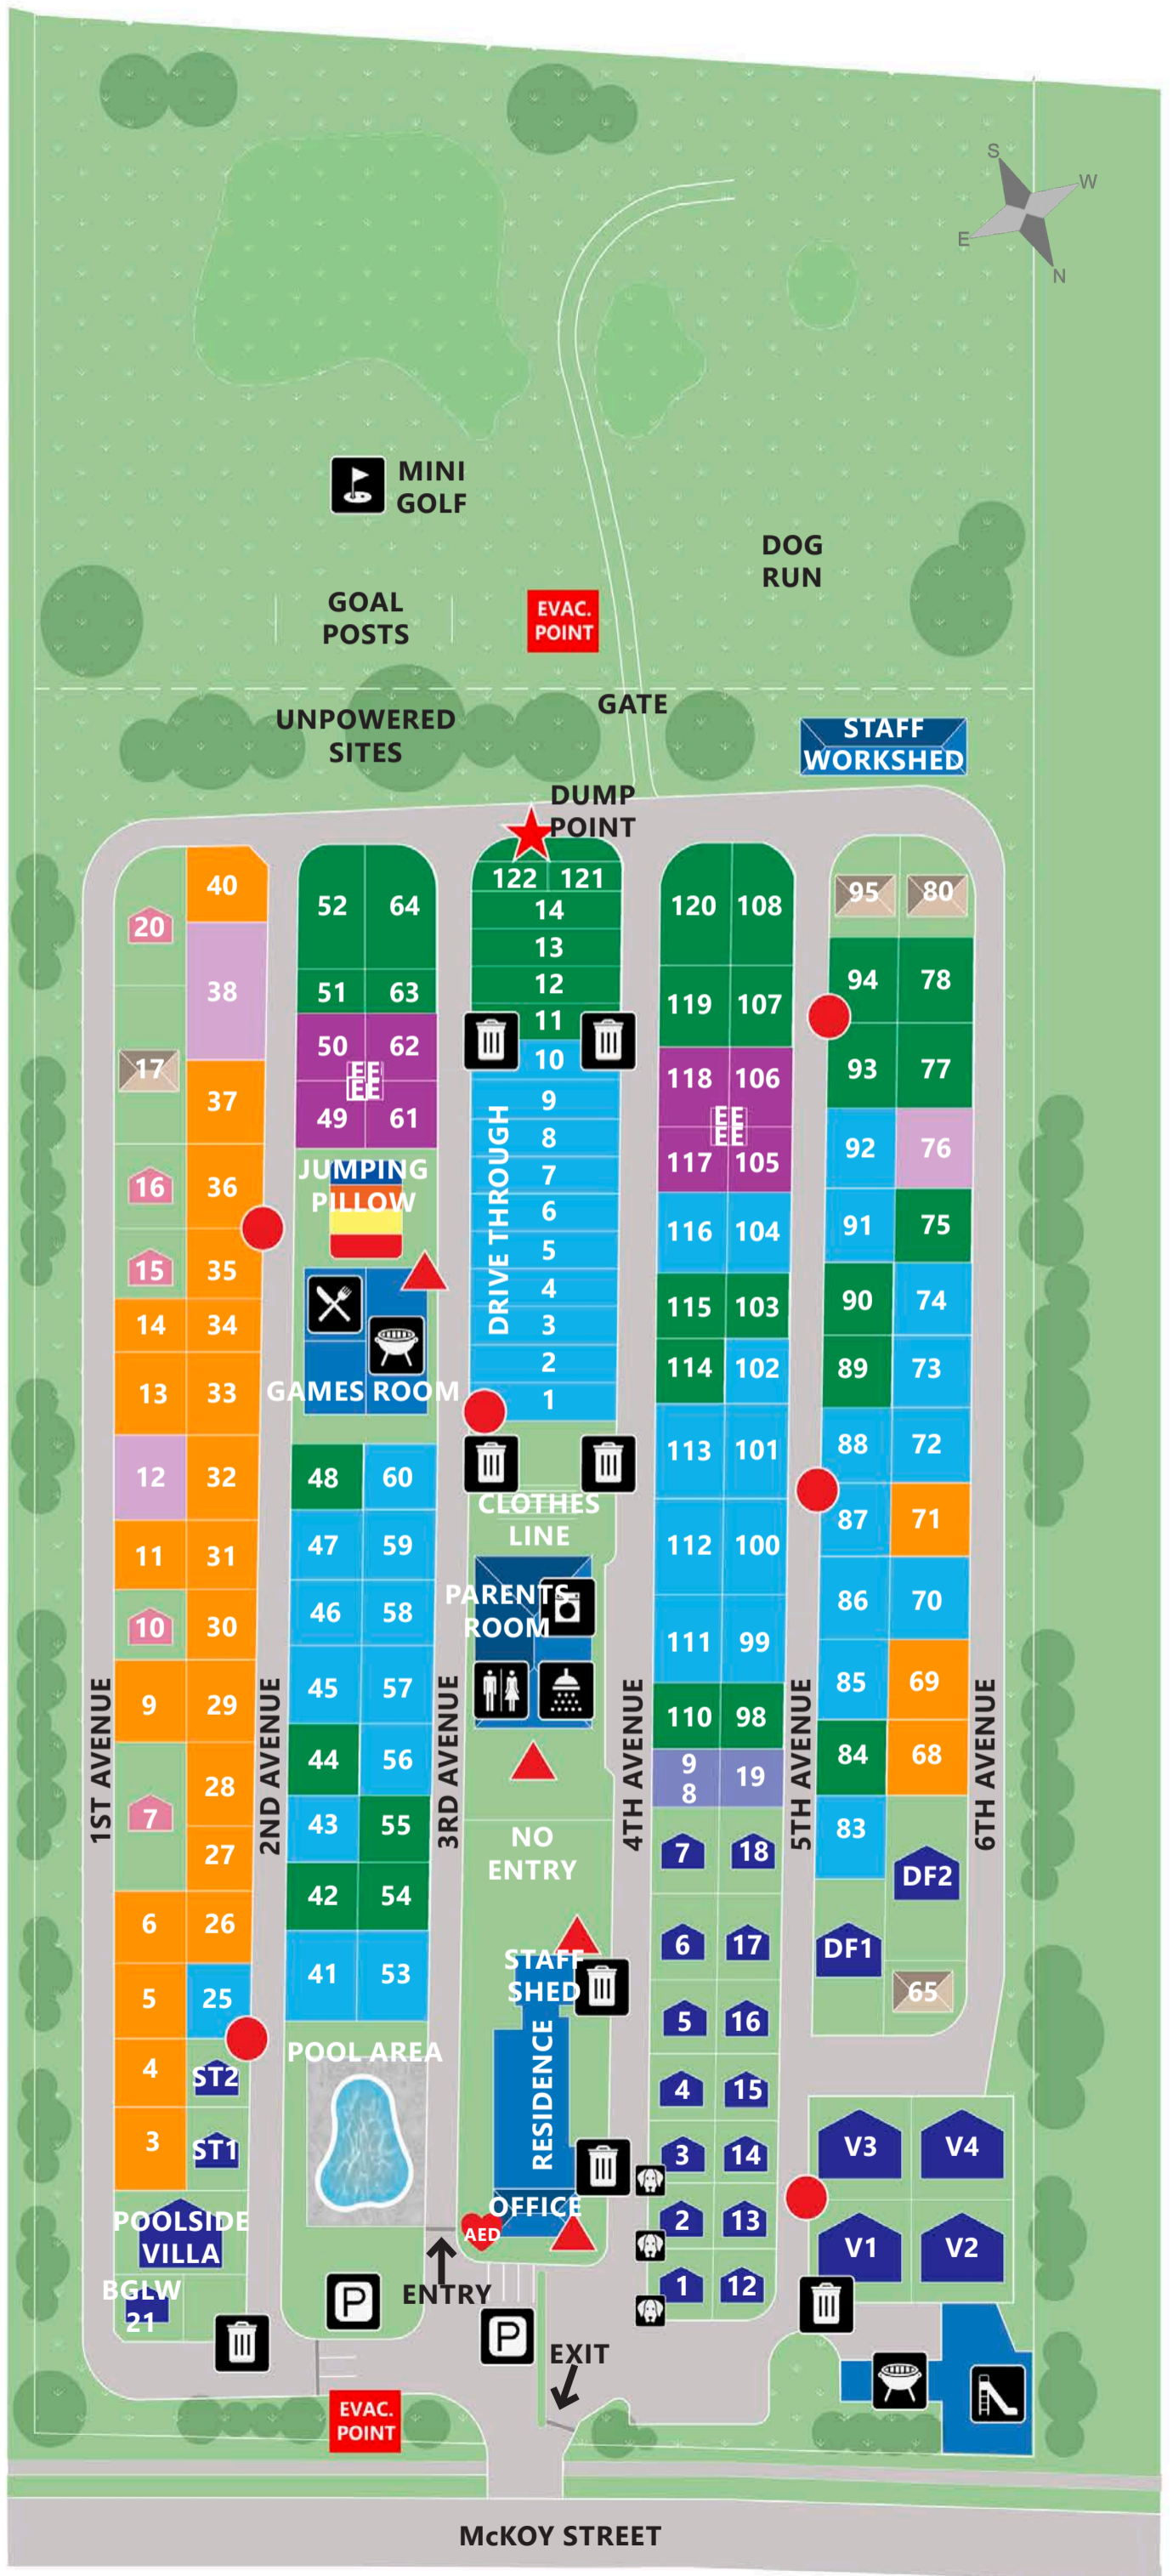 S
W
E
N
MINI
GOLF
DOG
RUN
GOAL
POSTS
EVAC.
POINT
GATE
UNPOWERED
SITES
STAFF
WORKSHED
DUMP
POINT
20
17
16
15
14
13
12
11
10
9
7
6
5
4
3
POOLSIDE
VILLA
BGLW
21
40
38
37
36
35
34
33
32
31
30
29
28
27
26
25
ST2
ST1
52 64
51 63
50 62
EE
EE
49 61
JUMPING
PILLOW
GAMES ROOM
48 60
47 59
46 58
45 57
44 56
43 55
42 54
41 53
POOL AREA
P
122 121
14
13
12
11
10
9
8
7
6
5
4
3
2
1
DRIVE THROUGH
CLOTHES
LINE
PARENTS
ROOM
NO
ENTRY
STAFF
SHED
RESIDENCE
OFFICE
AED
ENTRY
P
EXIT
120 108
119 107
118 106
EE
EE
117 105
116 104
115 103
114 102
113 101
112 100
111 99
110 98
9
8
19
7 18
6 17
5 16
4 15
3 14
2 13
1 12
95 80
94 78
93 77
92 76
91 75
90 74
89 73
88 72
87 71
86 70
85 69
84 68
83
DF2
DF1
65
V3 V4
V1 V2
1ST AVENUE
2ND AVENUE
3RD AVENUE
4TH AVENUE
5TH AVENUE
6TH AVENUE
EVAC.
POINT
McKOY STREET